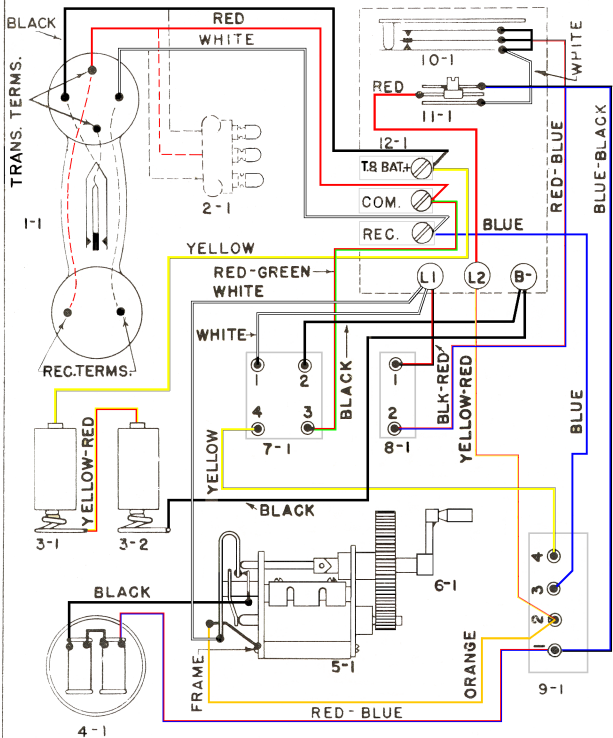 BLACK
RED
WHITE
TRANS. TERMS.
1-1
2-1
10-1
WHITE
RED
11-1
12-1
T.& BAT.+
COM.
REC.
BLUE
RED-BLUE
BLUE-BLACK
YELLOW
RED-GREEN
WHITE
L1
L2
B-
REC.TERMS.
WHITE
BLACK
1
2
4
3
7-1
1
2
8-1
BLK-RED
YELLOW-RED
BLUE
YELLOW-RED
YELLOW
3-1
3-2
BLACK
6-1
4
3
2
1
9-1
BLACK
FRAME
5-1
ORANGE
RED-BLUE
4-1